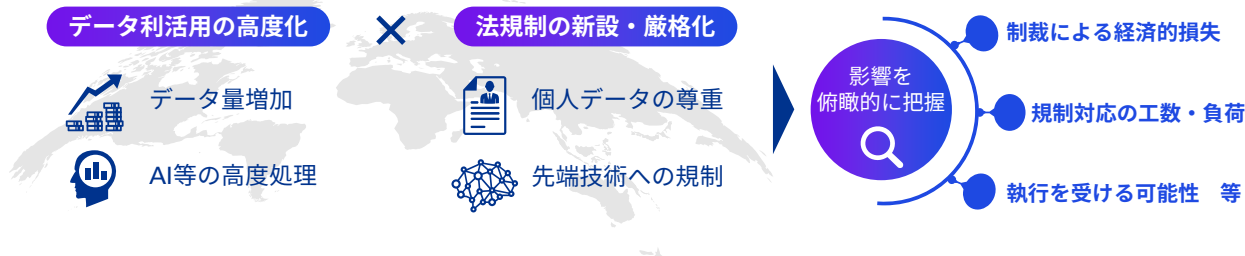 データ利活用の高度化
×
法規制の新設・厳格化
データ量増加
AI等の高度処理
個人データの尊重
先端技術への規制
影響を
俯瞰的に把握
制裁による経済的損失
規制対応の工数・負荷
執行を受ける可能性　等